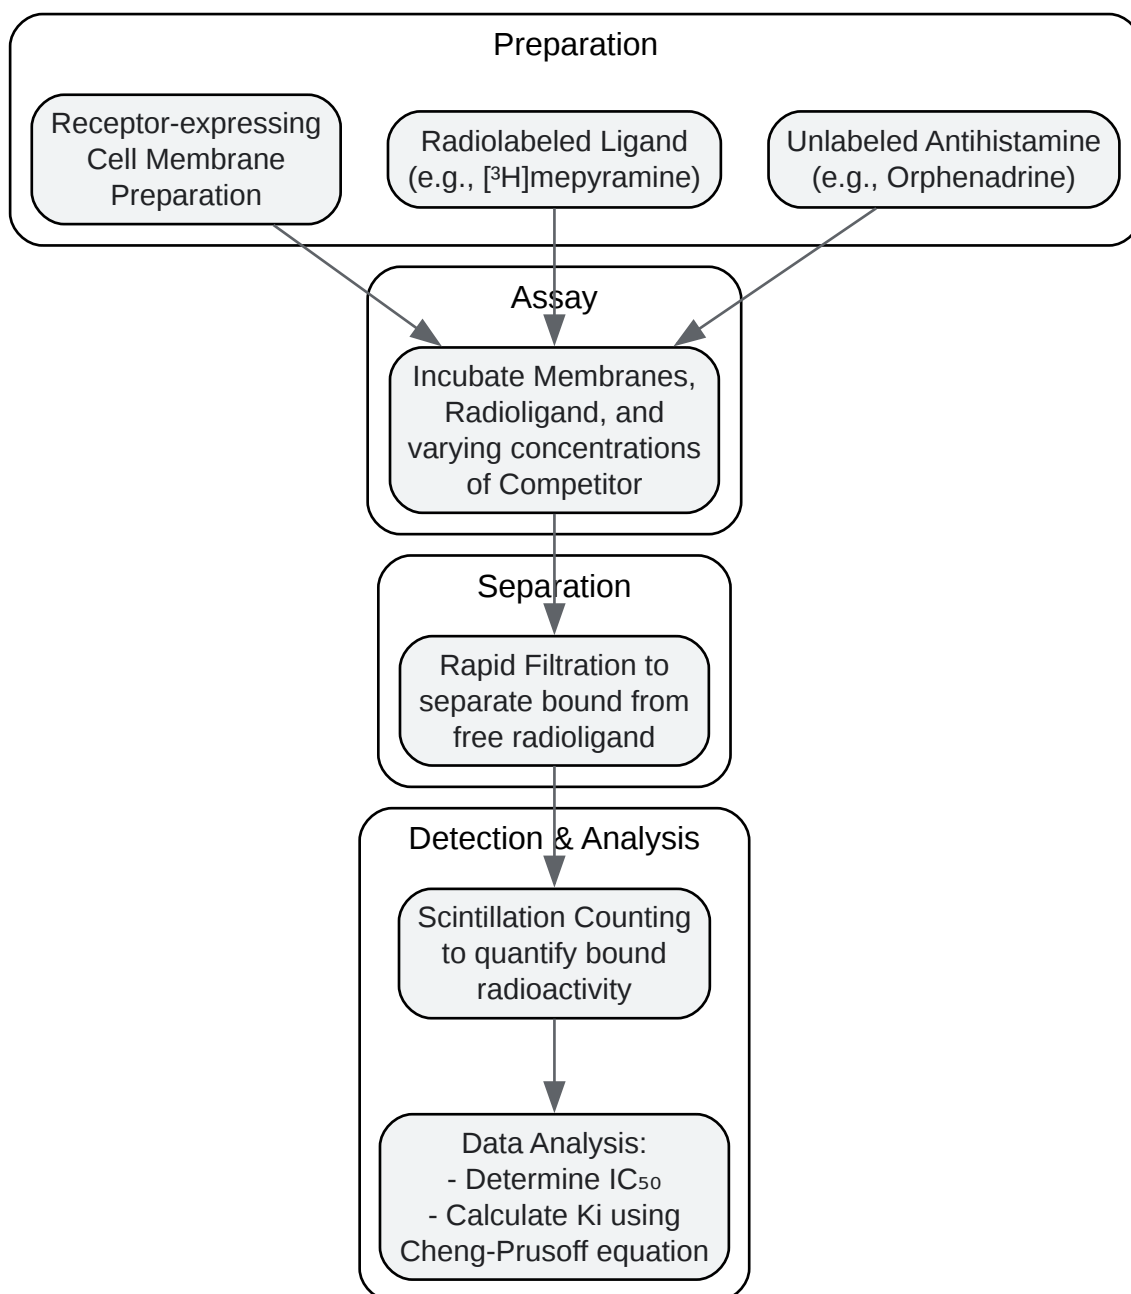 Preparation
Receptor-expressing
Cell Membrane
Preparation
Radiolabeled Ligand
(e.g., [³H]mepyramine)
Unlabeled Antihistamine
(e.g., Orphenadrine)
Assay
Incubate Membranes,
Radioligand, and
varying concentrations
of Competitor
Separation
Rapid Filtration to
separate bound from
free radioligand
Detection & Analysis
Scintillation Counting
to quantify bound
radioactivity
Data Analysis:
- Determine IC₅₀
- Calculate Ki using
Cheng-Prusoff equation